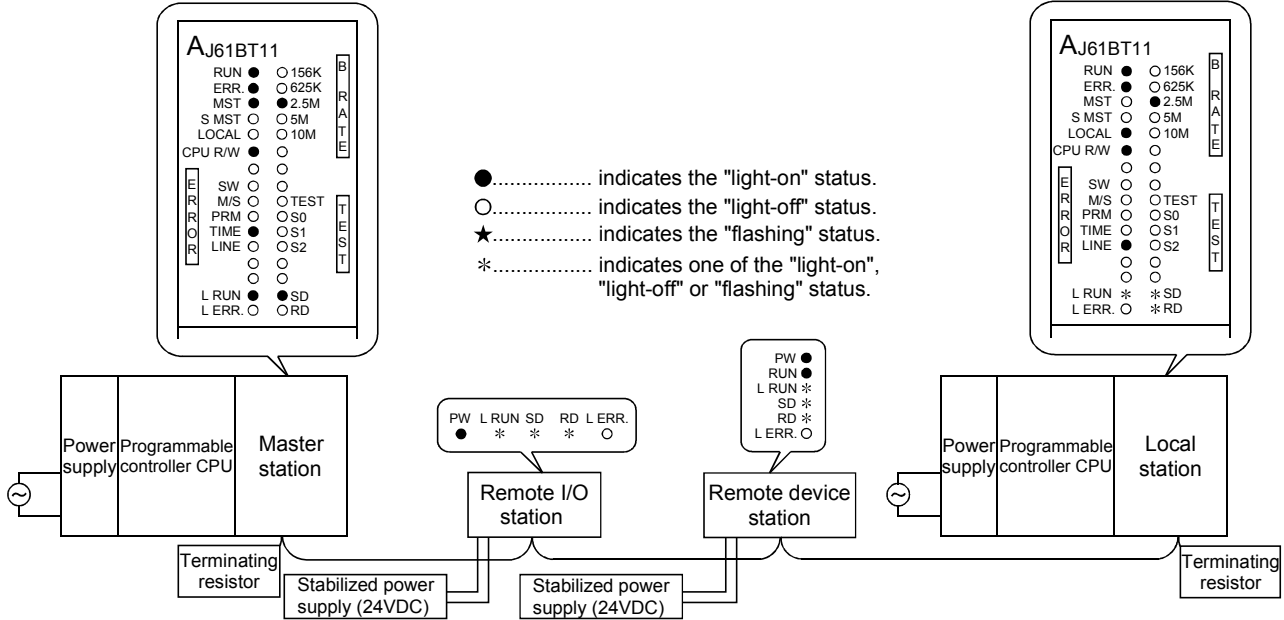 AJ61BT11
RUN ● ○ 156K
ERR. ● ○ 625K
MST ● ● 2.5M
S MST ○ ○ 5M
LOCAL ○ ○ 10M
CPU R/W ● ○
○ ○
SW ○ ○
M/S ○ ○ TEST
PRM ○ ○ S0
TIME ● ○ S1
LINE ○ ○ S2
○ ○
○ ○
L RUN ● ● SD
L ERR. ○ ○ RD
B RATE
ERROR
TEST
●................. indicates the "light-on" status.
○................. indicates the "light-off" status.
★................. indicates the "flashing" status.
*................. indicates one of the "light-on",
"light-off" or "flashing" status.
AJ61BT11
RUN ● ○ 156K
ERR. ● ○ 625K
MST ○ ● 2.5M
S MST ○ ○ 5M
LOCAL ● ○ 10M
CPU R/W ● ○
○ ○
SW ○ ○
M/S ○ ○ TEST
PRM ○ ○ S0
TIME ○ ○ S1
LINE ● ○ S2
○ ○
○ ○
L RUN * * SD
L ERR. ○ * RD
B RATE
ERROR
TEST
PW L RUN SD RD L ERR.
● * * * ○
PW ●
RUN ●
L RUN *
SD *
RD *
L ERR. ○
Power
supply
Programmable
controller CPU
Master
station
Remote I/O
station
Remote device
station
Power
supply
Programmable
controller CPU
Local
station
Terminating
resistor
Stabilized power
supply (24VDC)
Stabilized power
supply (24VDC)
Terminating
resistor